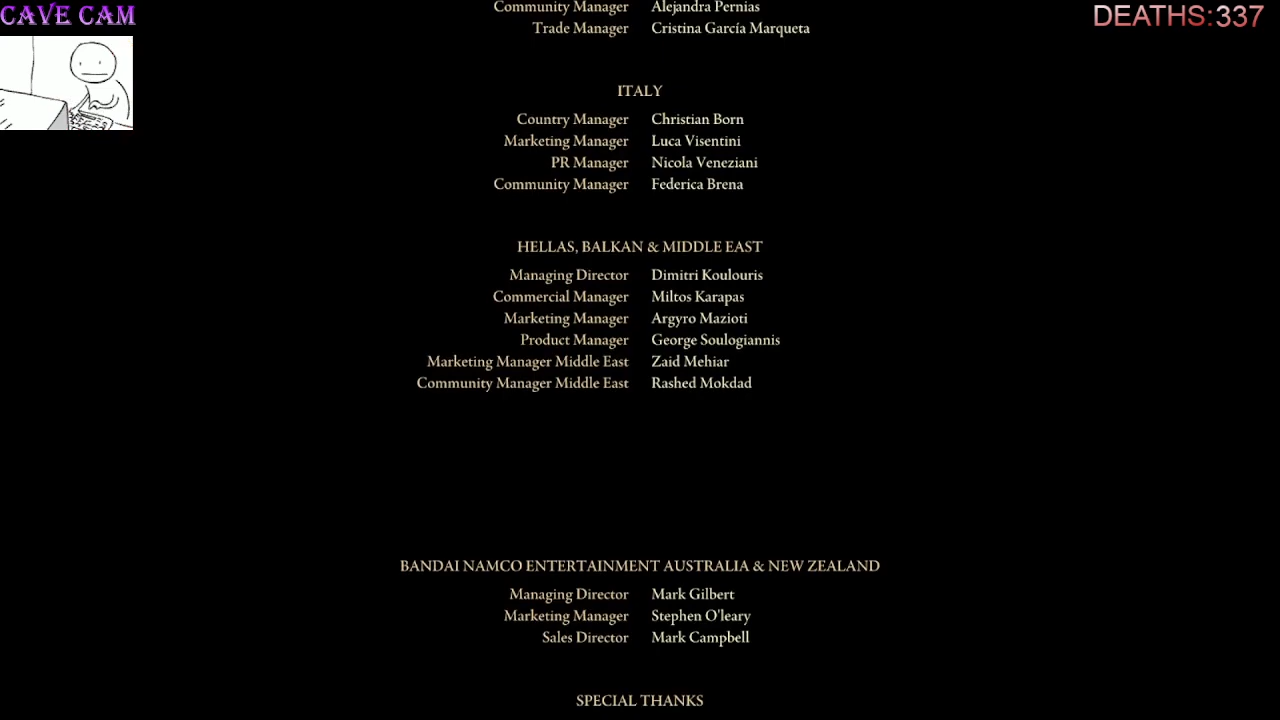 CAVE CAM
DEATHS:337
Community Manager Alejandra Pernias
Trade Manager Cristina García Marqueta
ITALY
Country Manager Christian Born
Marketing Manager Luca Visentini
PR Manager Nicola Veneziani
Community Manager Federica Brena
HELLAS, BALKAN & MIDDLE EAST
Managing Director Dimitri Koulouris
Commercial Manager Miltos Karapas
Marketing Manager Argyro Mazioti
Product Manager George Soulogiannis
Marketing Manager Middle East Zaid Mehiar
Community Manager Middle East Rashed Mokdad
BANDAI NAMCO ENTERTAINMENT AUSTRALIA & NEW ZEALAND
Managing Director Mark Gilbert
Marketing Manager Stephen O'leary
Sales Director Mark Campbell
SPECIAL THANKS